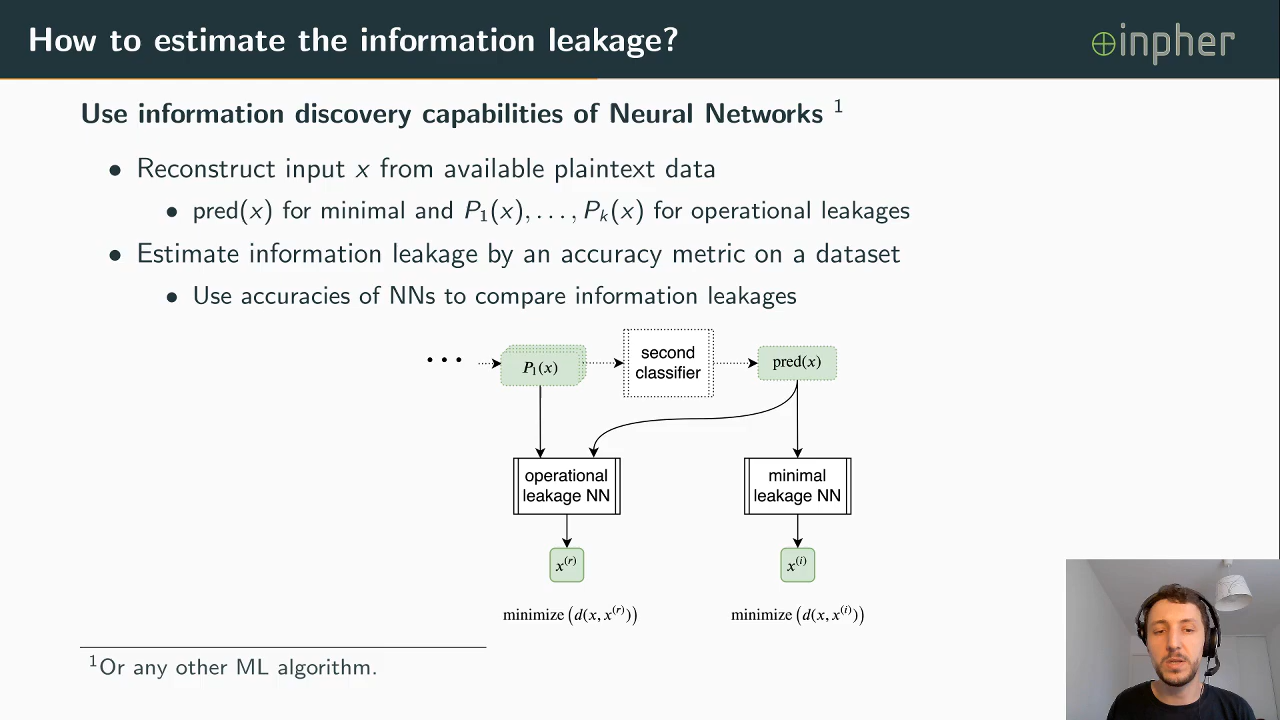 How to estimate the information leakage?
inpher
Use information discovery capabilities of Neural Networks ¹
• Reconstruct input x from available plaintext data
• pred(x) for minimal and P₁(x), . . . , Pₖ(x) for operational leakages
• Estimate information leakage by an accuracy metric on a dataset
• Use accuracies of NNs to compare information leakages
• • •
P₁(x)
second
classifier
pred(x)
operational
leakage NN
minimal
leakage NN
x⁽ʳ⁾
x⁽ⁱ⁾
minimize (d(x, x⁽ʳ⁾))
minimize (d(x, x⁽ⁱ⁾))
¹Or any other ML algorithm.